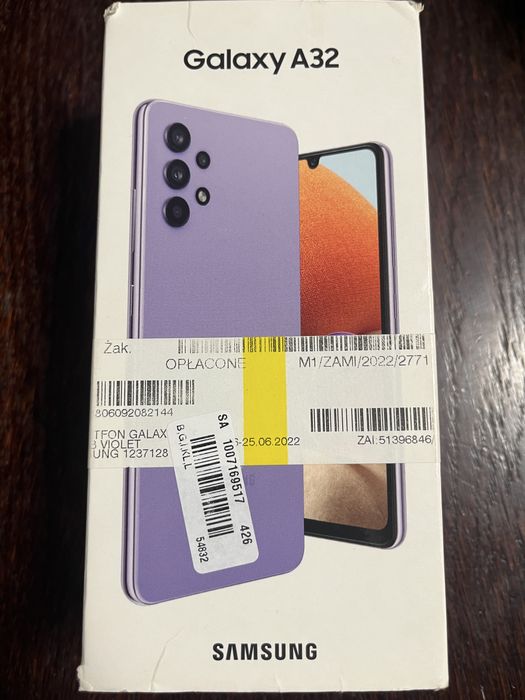 Galaxy A32
Żak.
OPŁACONE
M1/ZAMI/2022/2771
806092082144
TFON GALAX
VIOLET
UNG 1237128
-25.06.2022
ZAI:51396846/
SA 1007169517 426
54832
SAMSUNG